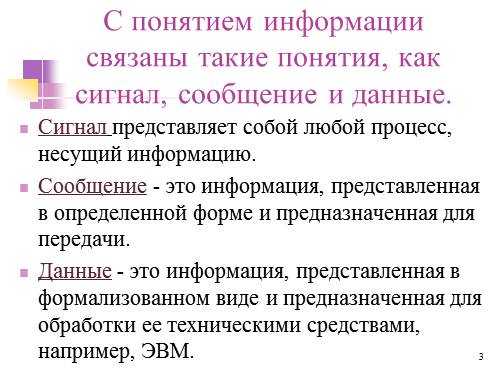 С понятием информации
связаны такие понятия, как
сигнал, сообщение и данные.
Сигнал представляет собой любой процесс,
несущий информацию.
Сообщение - это информация, представленная
в определенной форме и предназначенная для
передачи.
Данные - это информация, представленная в
формализованном виде и предназначенная для
обработки ее техническими средствами,
например, ЭВМ.
3